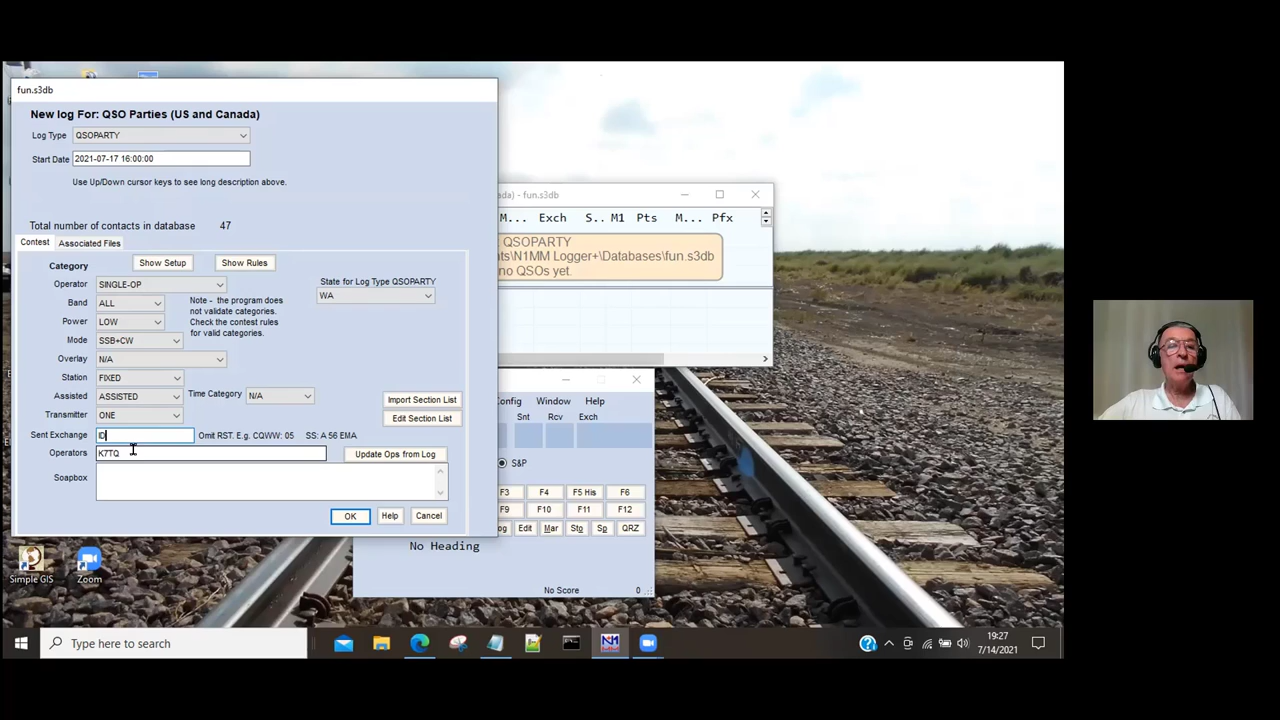 fun.s3db
New log For: QSO Parties (US and Canada)
Log Type QSOPARTY
Start Date 2021-07-17 16:00:00
Use Up/Down cursor keys to see long description above.
Total number of contacts in database 47
Contest Associated Files
Category Show Setup Show Rules
Operator SINGLE-OP
State for Log Type QSOPARTY
WA
Band ALL
Power LOW
Mode SSB+CW
Note - the program does
not validate categories.
Check the contest rules
for valid categories.
Overlay N/A
Station FIXED
Assisted ASSISTED Time Category N/A
Transmitter ONE
Import Section List
Edit Section List
Sent Exchange ID Omit RST. E.g. CQWW: 05 SS: A 56 EMA
Operators K7TQ Update Ops from Log
Soapbox
OK Help Cancel
ada) - fun.s3db
M... Exch S.. M1 Pts M... Pfx
QSOPARTY
nts\N1MM Logger+\Databases\fun.s3db
no QSOs yet.
onfig Window Help
Snt Rcv Exch
S&P
F3 F4 F5 His F6
F9 F10 F11 F12
og Edit Mar Sto Sp QRZ
No Heading
No Score 0
Simple GIS Zoom
Type here to search
19:27
7/14/2021